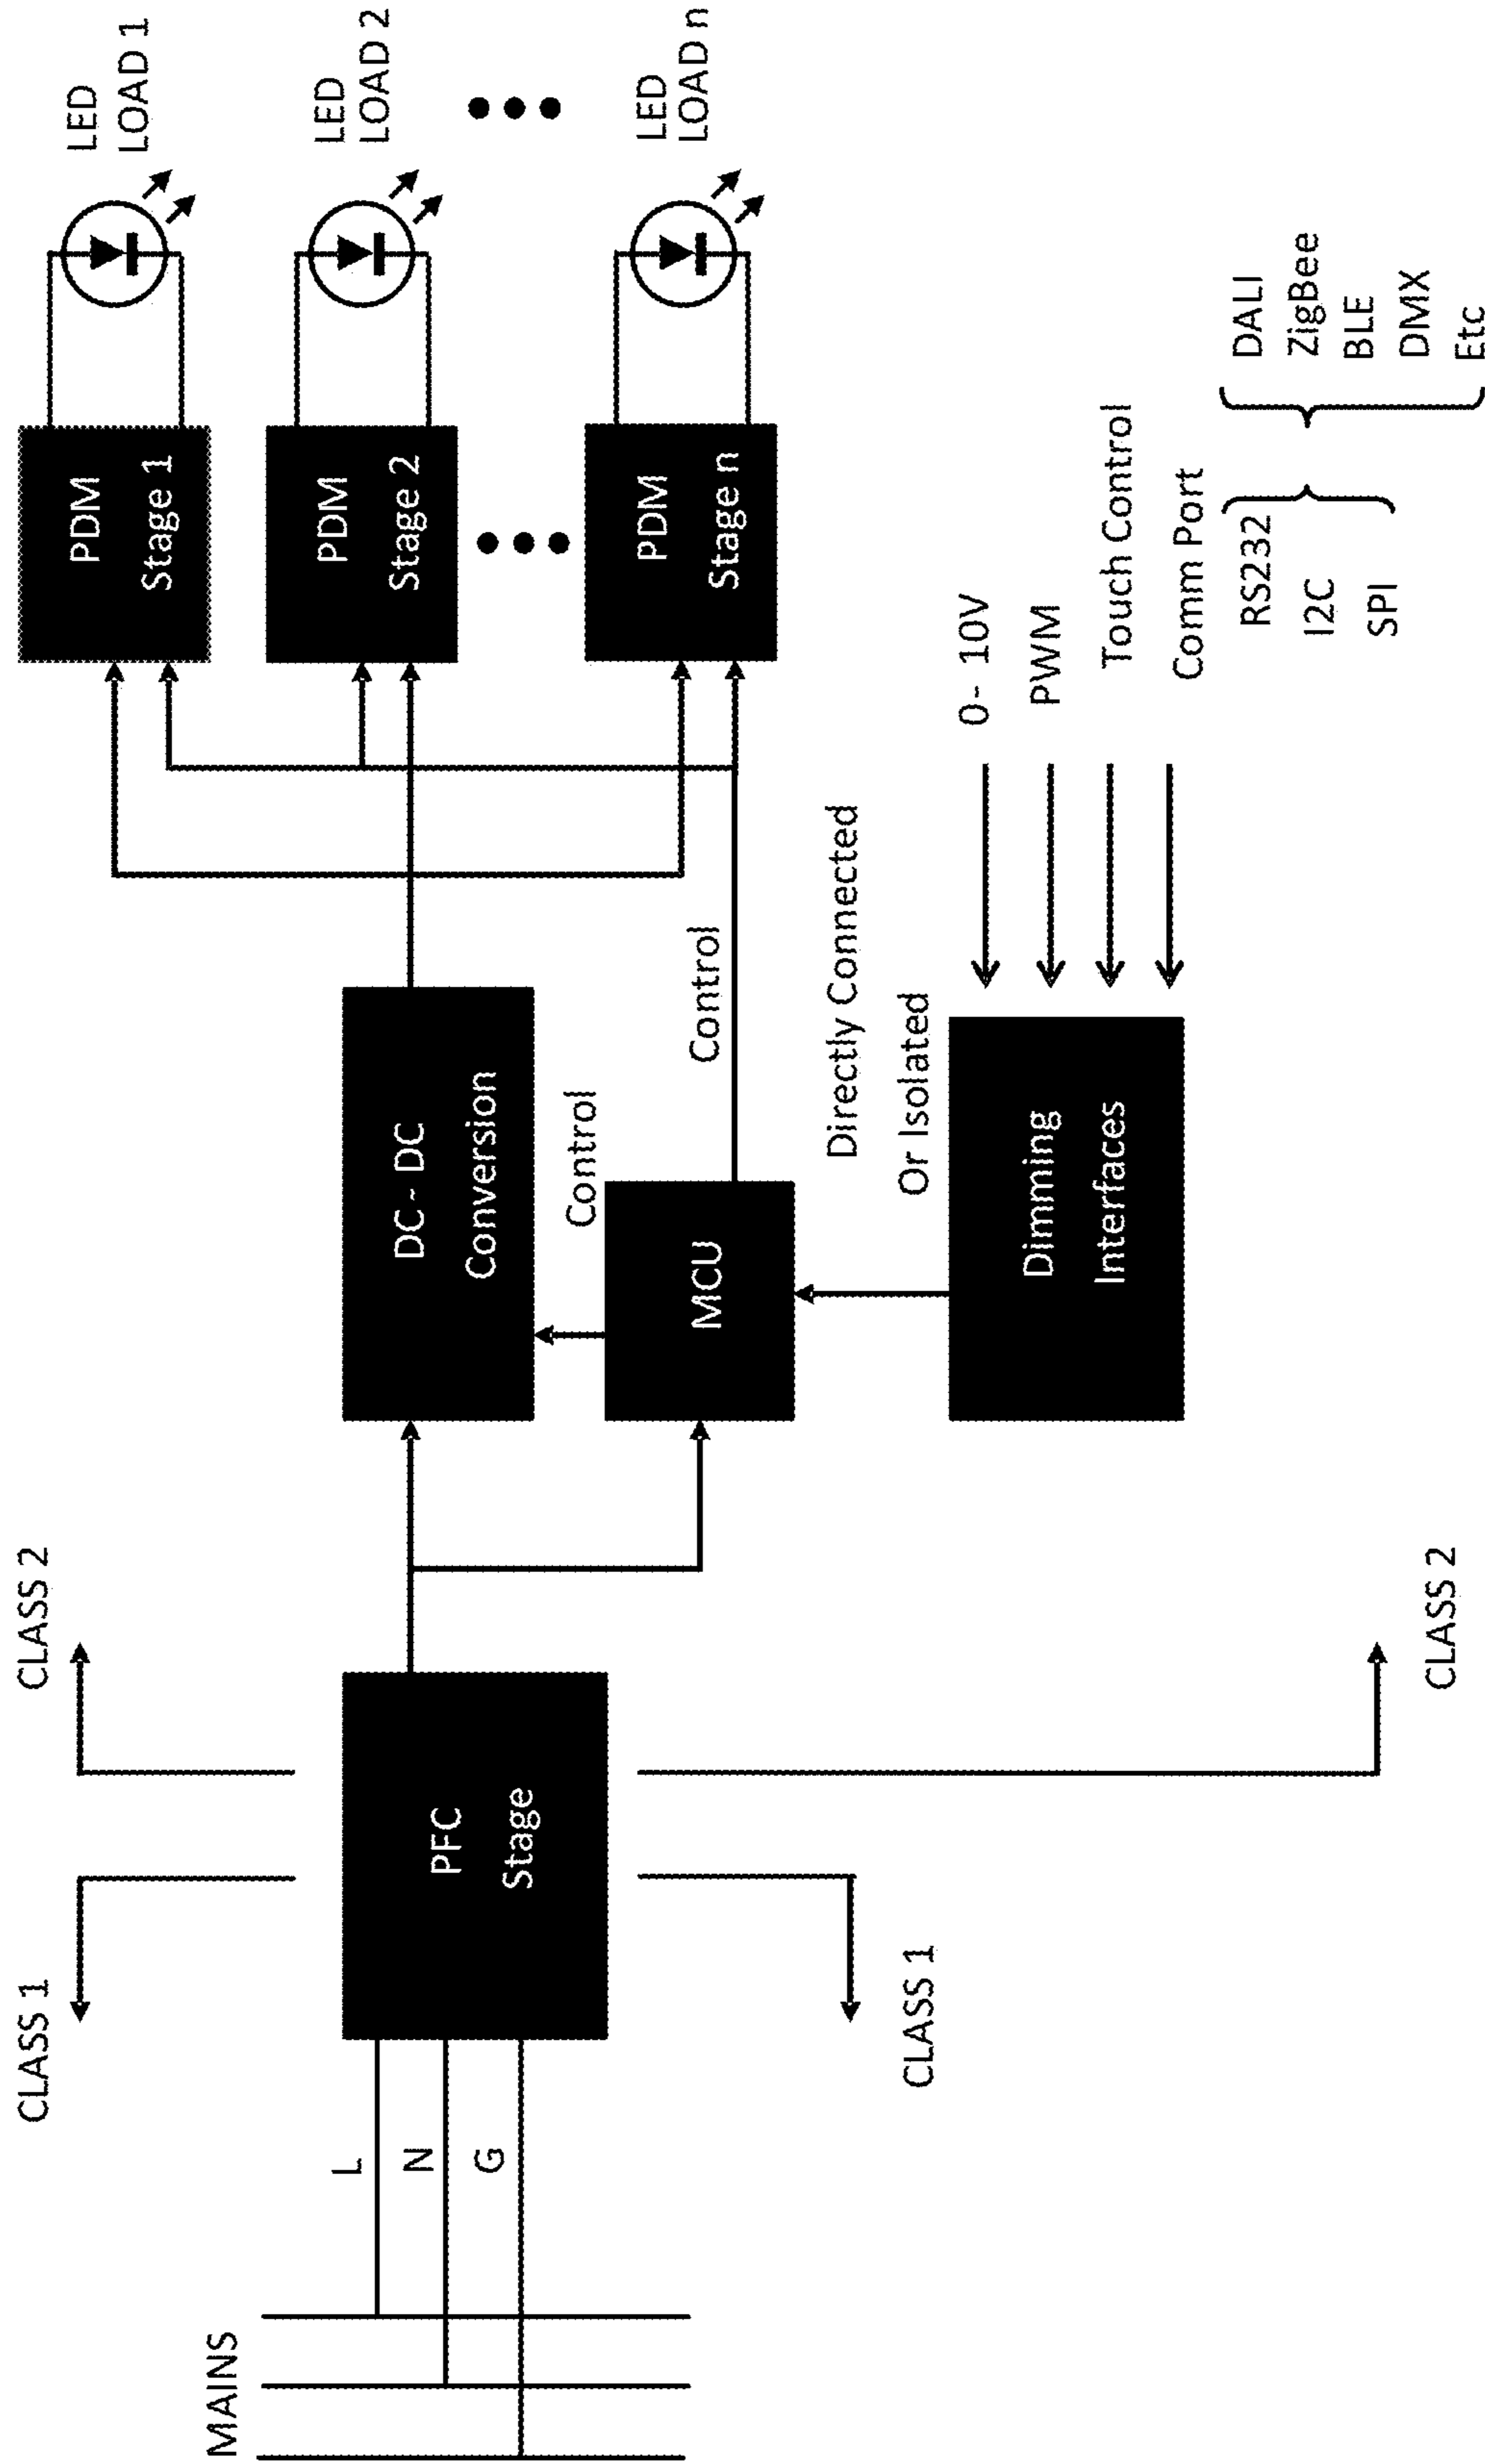 CLASS 1
CLASS 2
MAINS
L
N
G
PFC
Stage
CLASS 1
CLASS 2
DC - DC
Conversion
Control
MCU
Control
Directly Connected
Or Isolated
Dimming
Interfaces
PDM
Stage 1
LED
LOAD 1
PDM
Stage 2
LED
LOAD 2
PDM
Stage n
LED
LOAD n
0- 10V
PWM
Touch Control
Comm Port
RS232
I2C
SPI
DALI
ZigBee
BLE
DMX
Etc